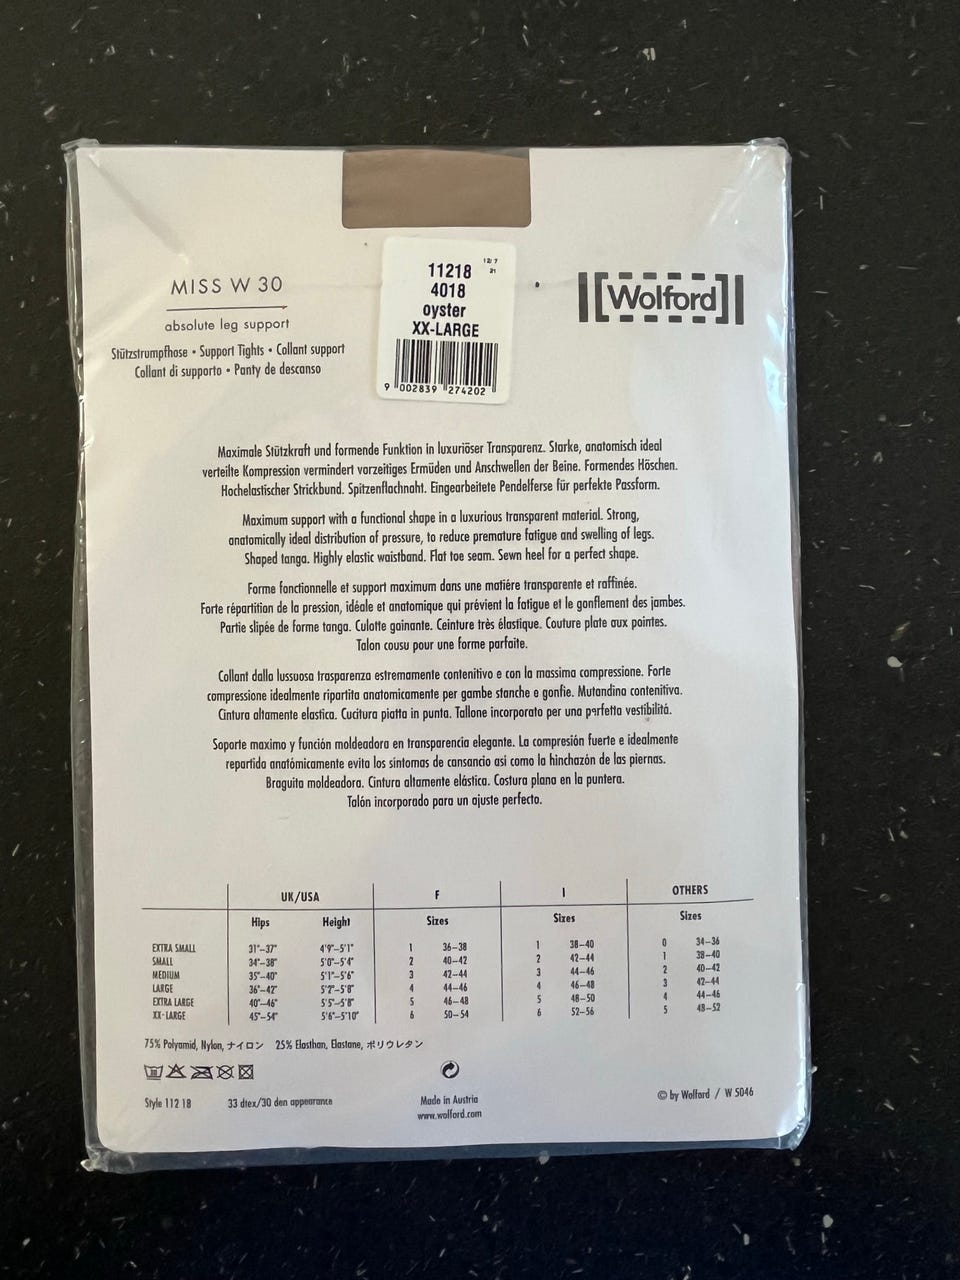 MISS W 30
absolute leg support
Stützstrumpfhose • Support Tights • Collant support
Collant di supporto • Panty de descanso
11218
12/7
21
4018
oyster
XX-LARGE
9 002839 274202
Wolford
Maximale Stützkraft und formende Funktion in luxuriöser Transparenz. Starke, anatomisch ideal
verteilte Kompression vermindert vorzeitiges Ermüden und Anschwellen der Beine. Formendes Höschen.
Hochelastischer Strickbund. Spitzenflachnaht. Eingearbeitete Pendelferse für perfekte Passform.
Maximum support with a functional shape in a luxurious transparent material. Strong,
anatomically ideal distribution of pressure, to reduce premature fatigue and swelling of legs.
Shaped tanga. Highly elastic waistband. Flat toe seam. Sewn heel for a perfect shape.
Forme fonctionnelle et support maximum dans une matiére transparente et raffinée.
Forte répartition de la pression, idéale et anatomique qui prévient la fatigue et le gonflement des jambes.
Partie slipée de forme tanga. Culotte gainante. Ceinture très élastique. Couture plate aux pointes.
Talon cousu pour une forme parfaite.
Collant dalla lussuosa trasparenza estremamente contenitivo e con la massima compressione. Forte
compressione idealmente ripartita anatomicamente per gambe stanche e gonfie. Mutandina contenitiva.
Cintura altamente elastica. Cucitura piatta in punta. Tallone incorporato per una perfetta vestibilitá.
Soporte maximo y función moldeadora en transparencia elegante. La compresión fuerte e idealmente
repartida anatómicamente evita los sintomas de cansancio asi como la hinchazón de las piernas.
Braguita moldeadora. Cintura altamente elástica. Costura plana en la puntera.
Talón incorporado para un ajuste perfecto.
UK/USA F I OTHERS
Hips Height Sizes Sizes Sizes
EXTRA SMALL 31"–37" 4'9"–5'1" 1 36–38 1 38–40 0 34–36
SMALL 34"–38" 5'0"–5'4" 2 40–42 2 42–44 1 38–40
MEDIUM 35"–40" 5'1"–5'6" 3 42–44 3 44–46 2 40–42
LARGE 36"–42" 5'2"–5'8" 4 44–46 4 46–48 3 42–44
EXTRA LARGE 40"–46" 5'5"–5'8" 5 46–48 5 48–50 4 44–46
XX-LARGE 45"–54" 5'6"–5'10" 6 50–54 6 52–56 5 48–52
75% Polyamid, Nylon, ナイロン 25% Elasthan, Elastane, ポリウレタン
Style 112 18 33 dtex/30 den appearance Made in Austria © by Wolford / W 5046
www.wolford.com